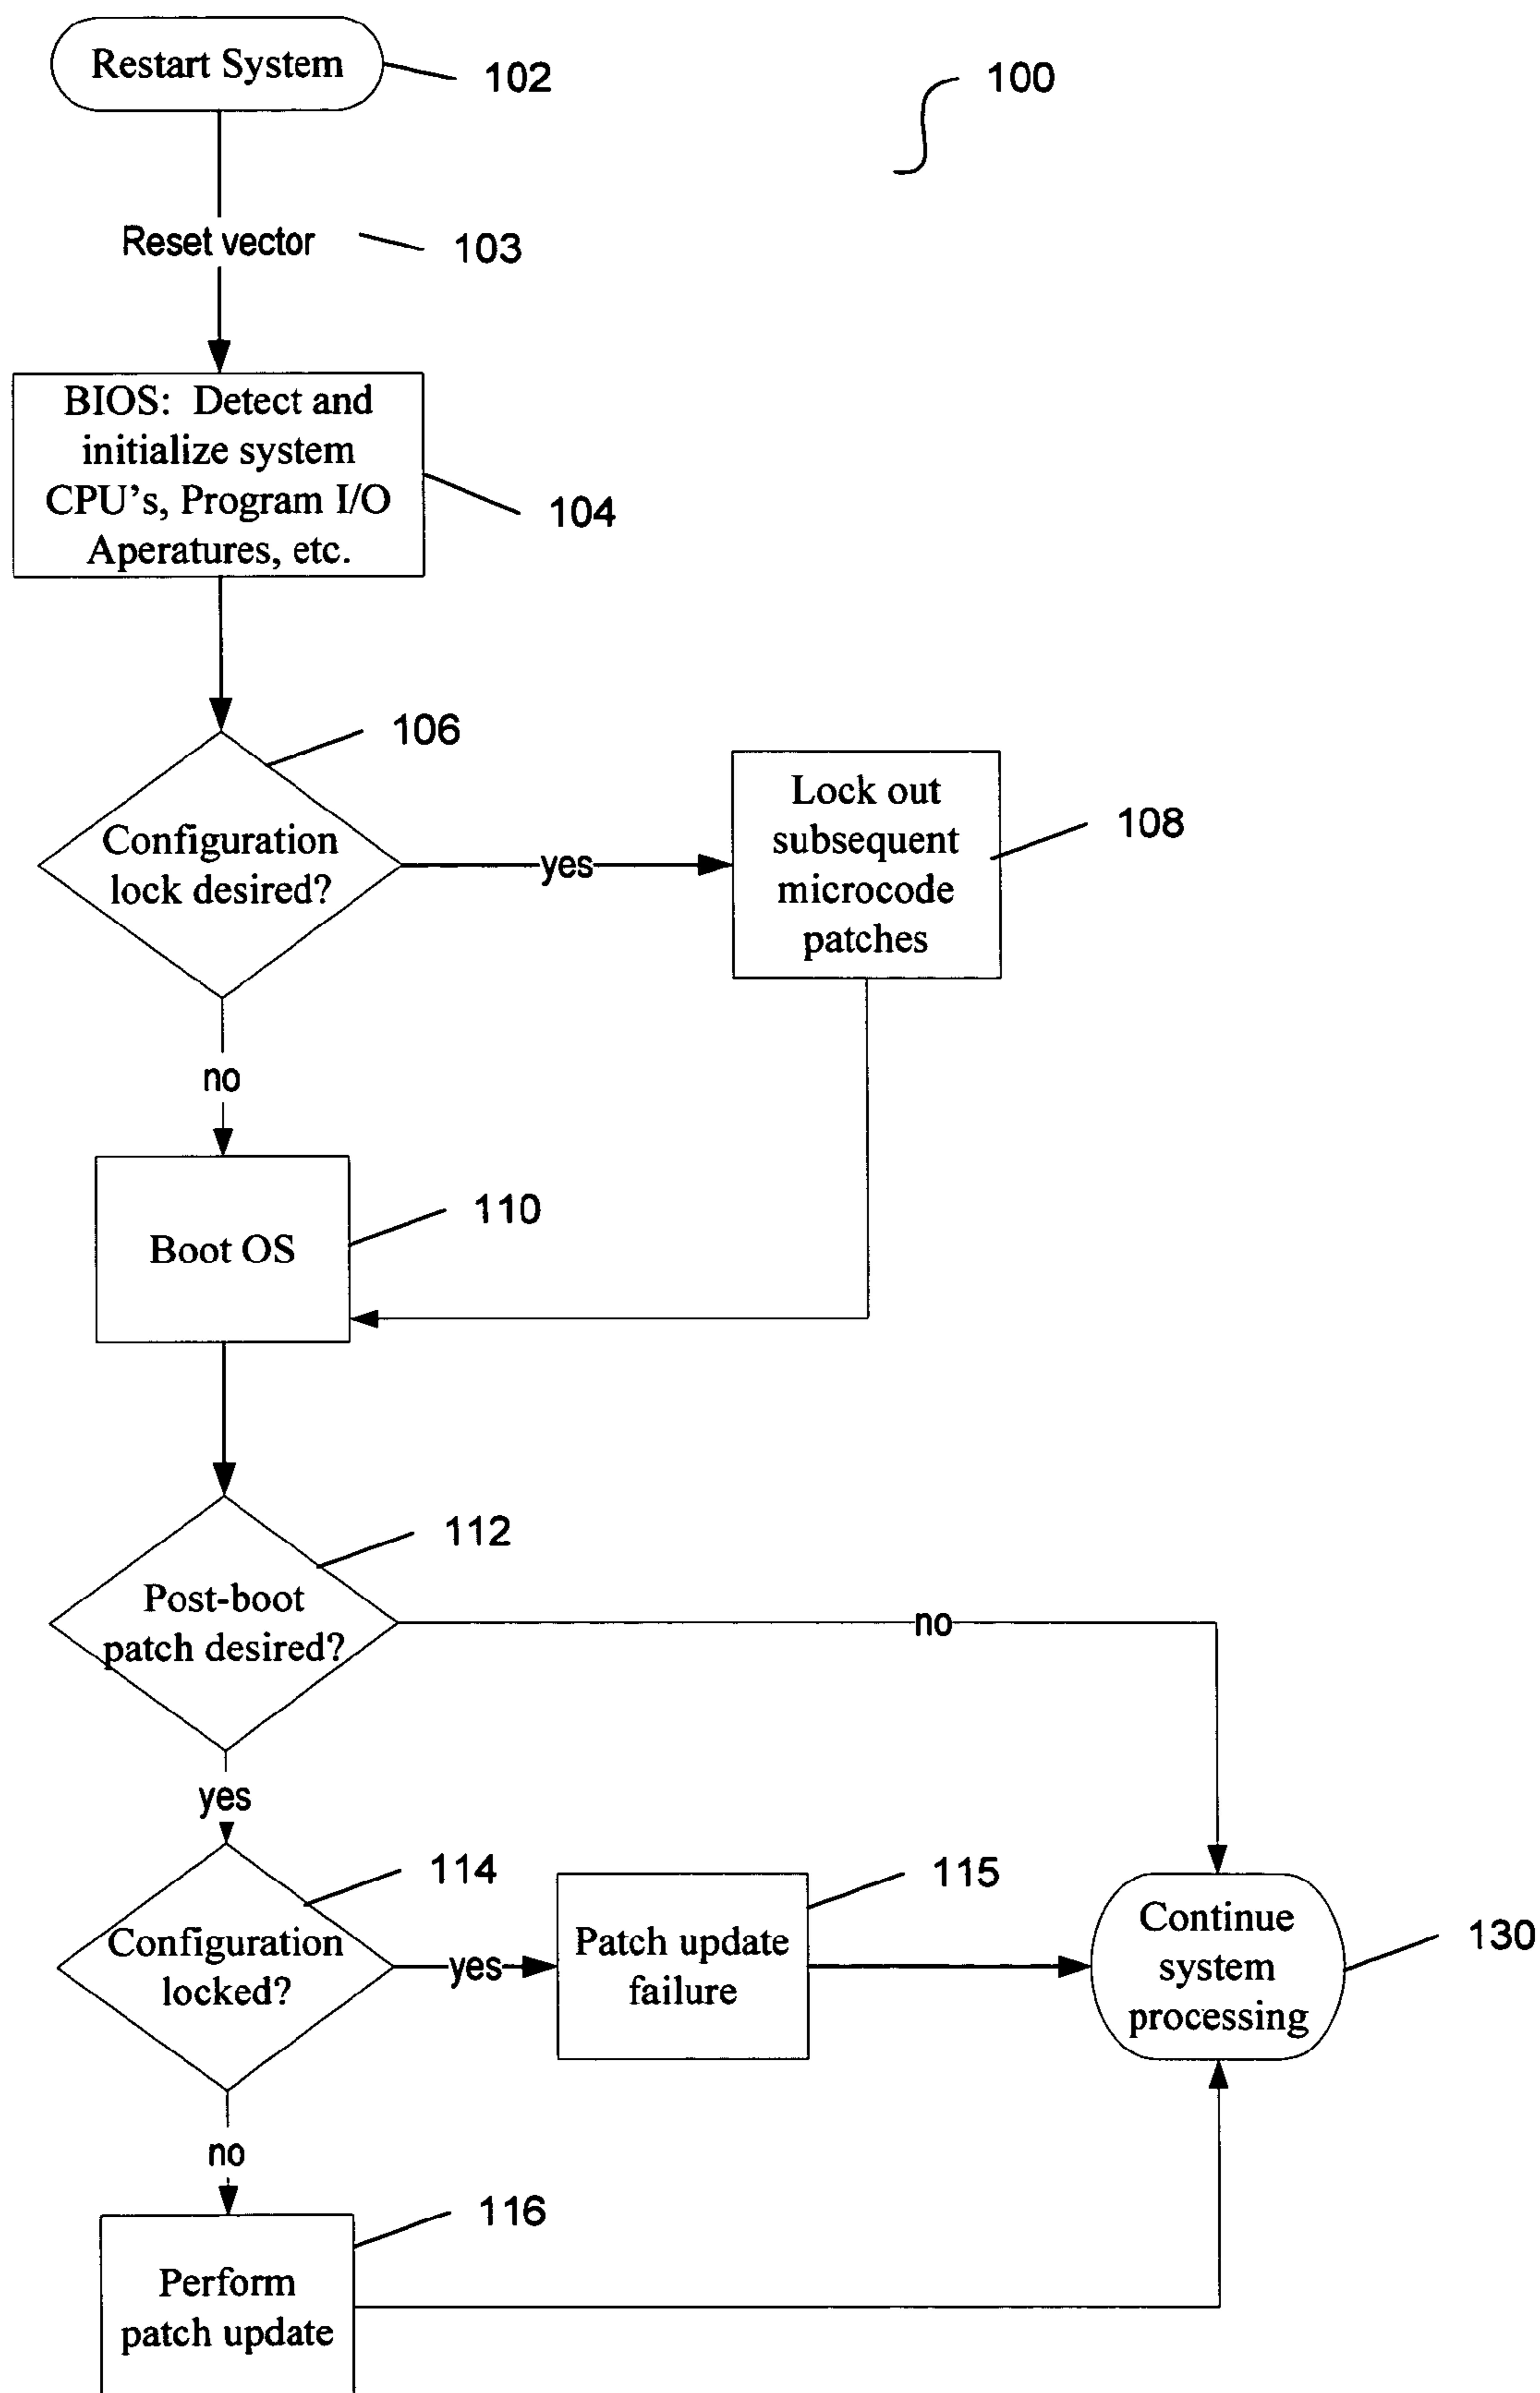 Restart System
102
100
Reset vector
103
BIOS: Detect and
initialize system
CPU's, Program I/O
Aperatures, etc.
104
106
Configuration
lock desired?
yes
Lock out
subsequent
microcode
patches
108
no
Boot OS
110
112
Post-boot
patch desired?
no
yes
114
Configuration
locked?
yes
Patch update
failure
115
Continue
system
processing
130
no
116
Perform
patch update